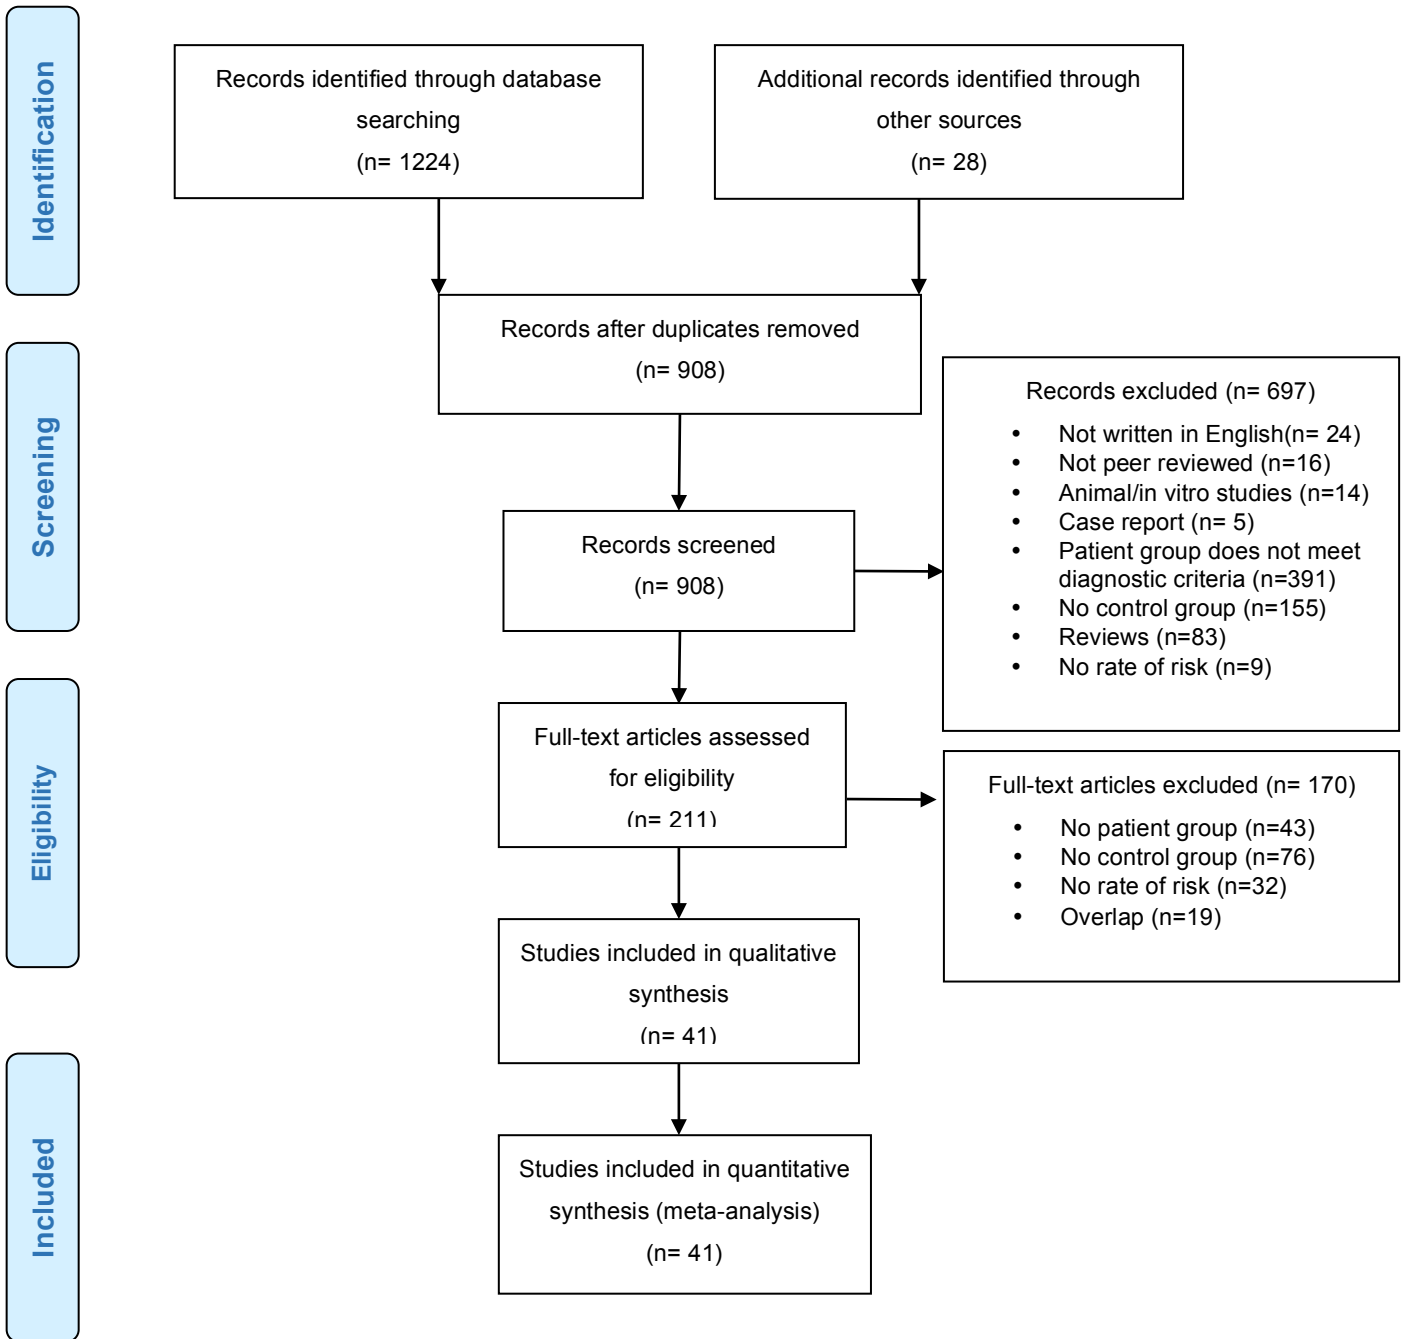 Identification
Records identified through database
searching
(n= 1224)
Additional records identified through
other sources
(n= 28)
Records after duplicates removed
(n= 908)
Screening
Records screened
(n= 908)
Records excluded (n= 697)
• Not written in English(n= 24)
• Not peer reviewed (n=16)
• Animal/in vitro studies (n=14)
• Case report (n= 5)
• Patient group does not meet
diagnostic criteria (n=391)
• No control group (n=155)
• Reviews (n=83)
• No rate of risk (n=9)
Eligibility
Full-text articles assessed
for eligibility
(n= 211)
Full-text articles excluded (n= 170)
• No patient group (n=43)
• No control group (n=76)
• No rate of risk (n=32)
• Overlap (n=19)
Studies included in qualitative
synthesis
(n= 41)
Included
Studies included in quantitative
synthesis (meta-analysis)
(n= 41)